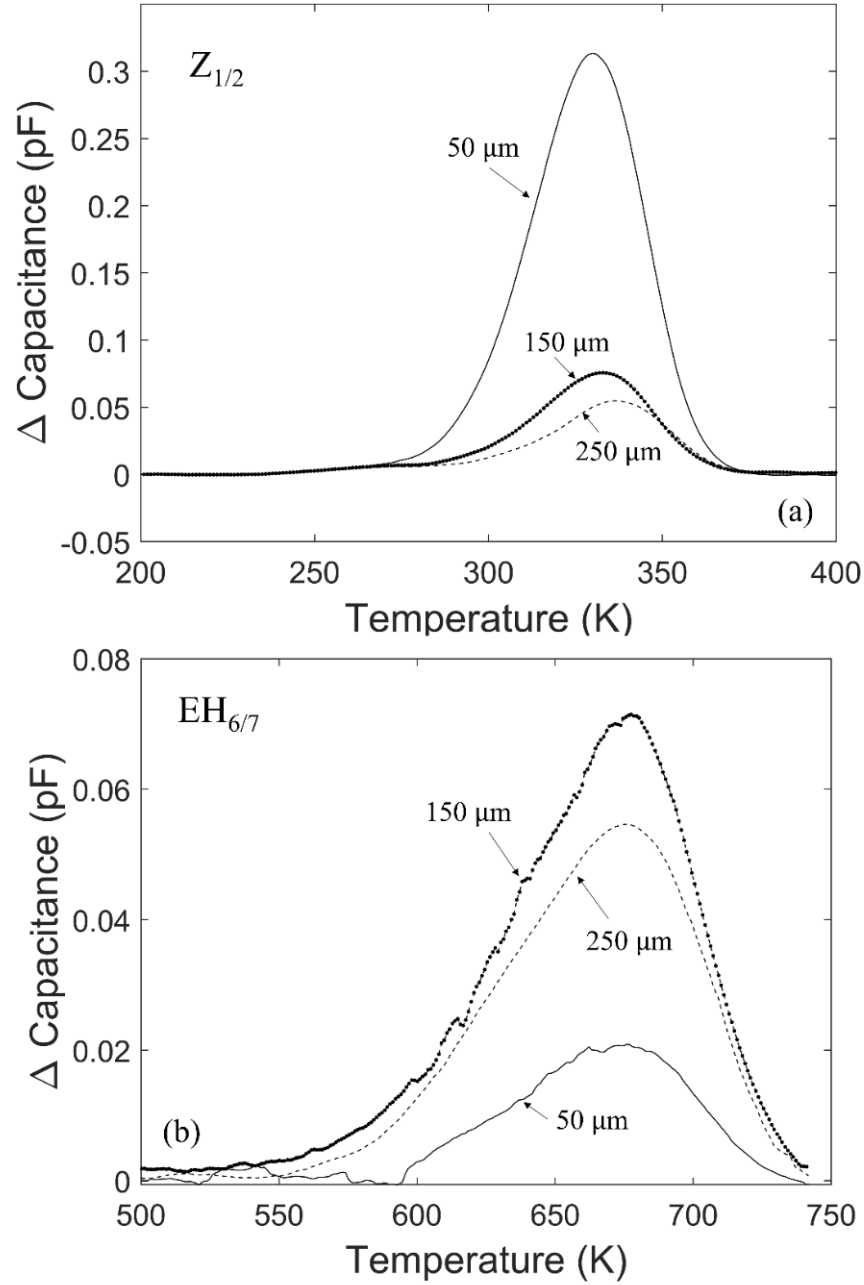 Z1/2
Δ Capacitance (pF)
0.3
0.25
0.2
0.15
0.1
0.05
0
-0.05
50 μm
150 μm
250 μm
(a)
200
250
300
350
400
Temperature (K)
EH6/7
Δ Capacitance (pF)
0.08
0.06
0.04
0.02
0
150 μm
250 μm
50 μm
(b)
500
550
600
650
700
750
Temperature (K)